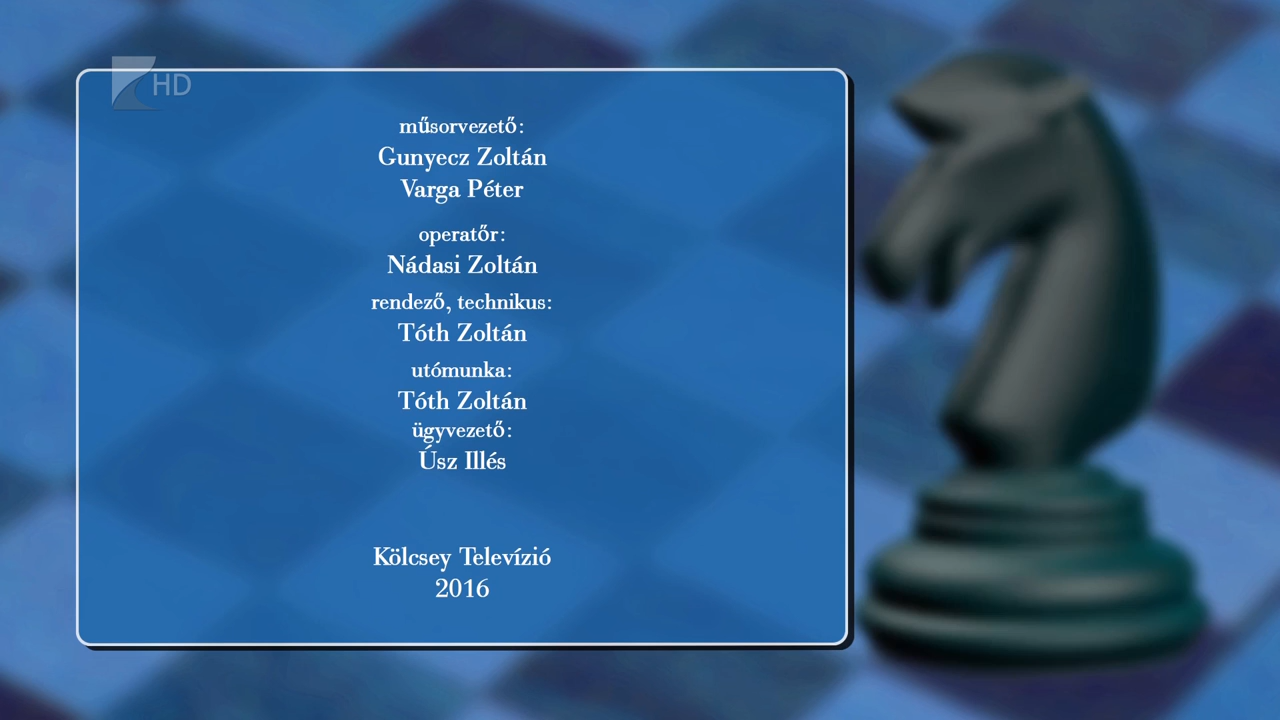 HD
műsorvezető:
Gunyecz Zoltán
Varga Péter
operatőr:
Nádasi Zoltán
rendező, technikus:
Tóth Zoltán
utómunka:
Tóth Zoltán
ügyvezető:
Úsz Illés
Kölcsey Televízió
2016